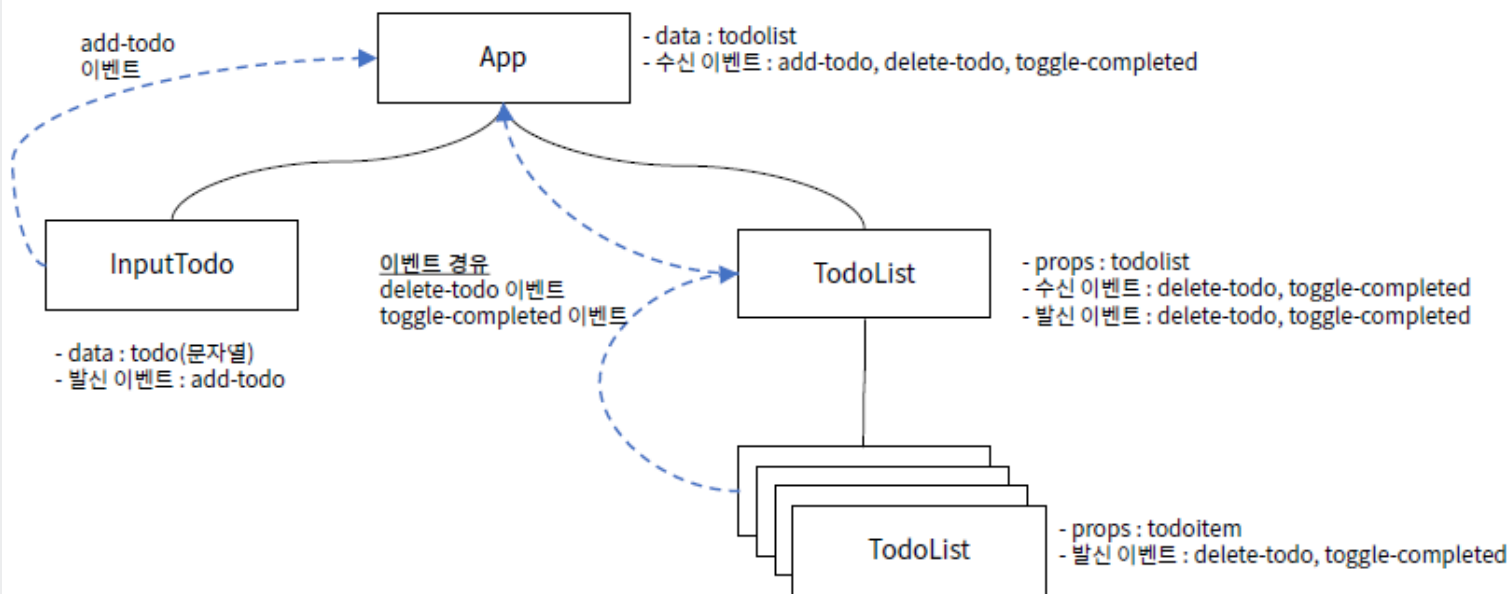 add-todo
이벤트
App
- data : todolist
- 수신 이벤트 : add-todo, delete-todo, toggle-completed
InputTodo
- data : todo(문자열)
- 발신 이벤트 : add-todo
이벤트 경유
delete-todo 이벤트
toggle-completed 이벤트
TodoList
- props : todolist
- 수신 이벤트 : delete-todo, toggle-completed
- 발신 이벤트 : delete-todo, toggle-completed
TodoList
- props : todoitem
- 발신 이벤트 : delete-todo, toggle-completed